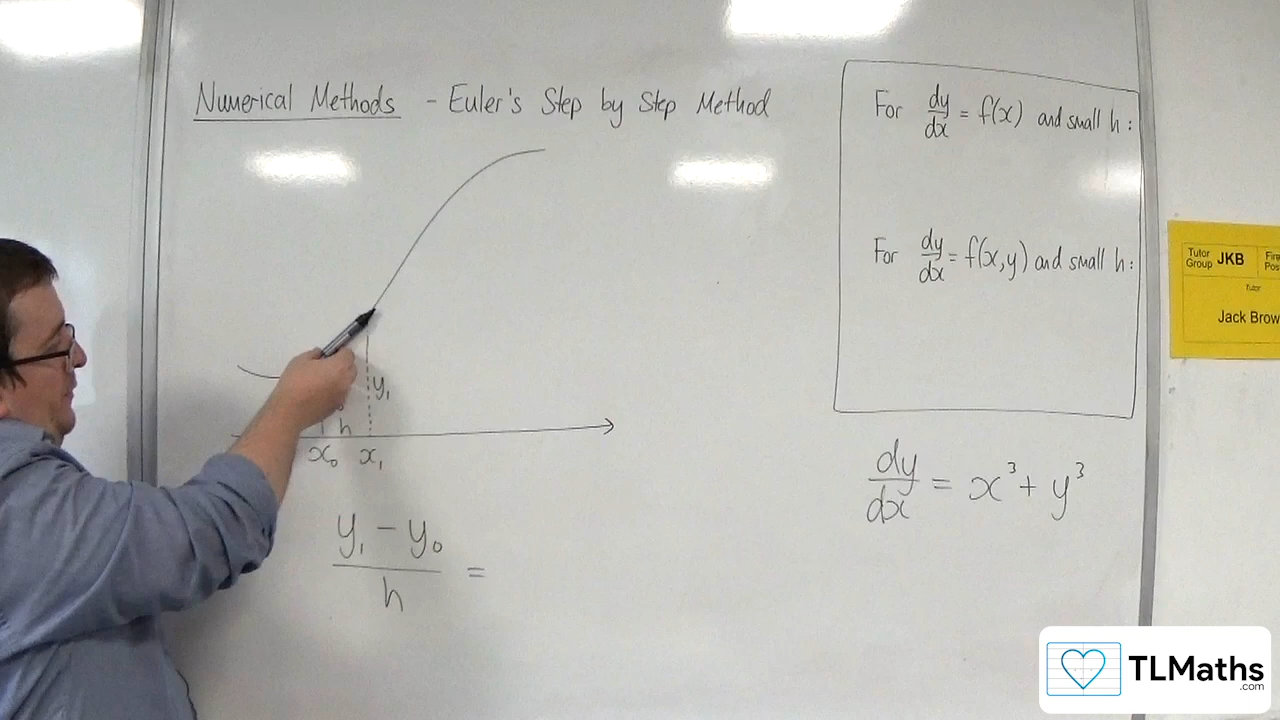 Numerical Methods - Euler's Step by Step Method
For dy/dx = f(x) and small h :
For dy/dx = f(x,y) and small h :
y₁
h
x₀ x₁
(y₁ - y₀)/h =
dy/dx = x³ + y³
Tutor Group JKB
Tutor
Jack Brow
TLMaths
.com